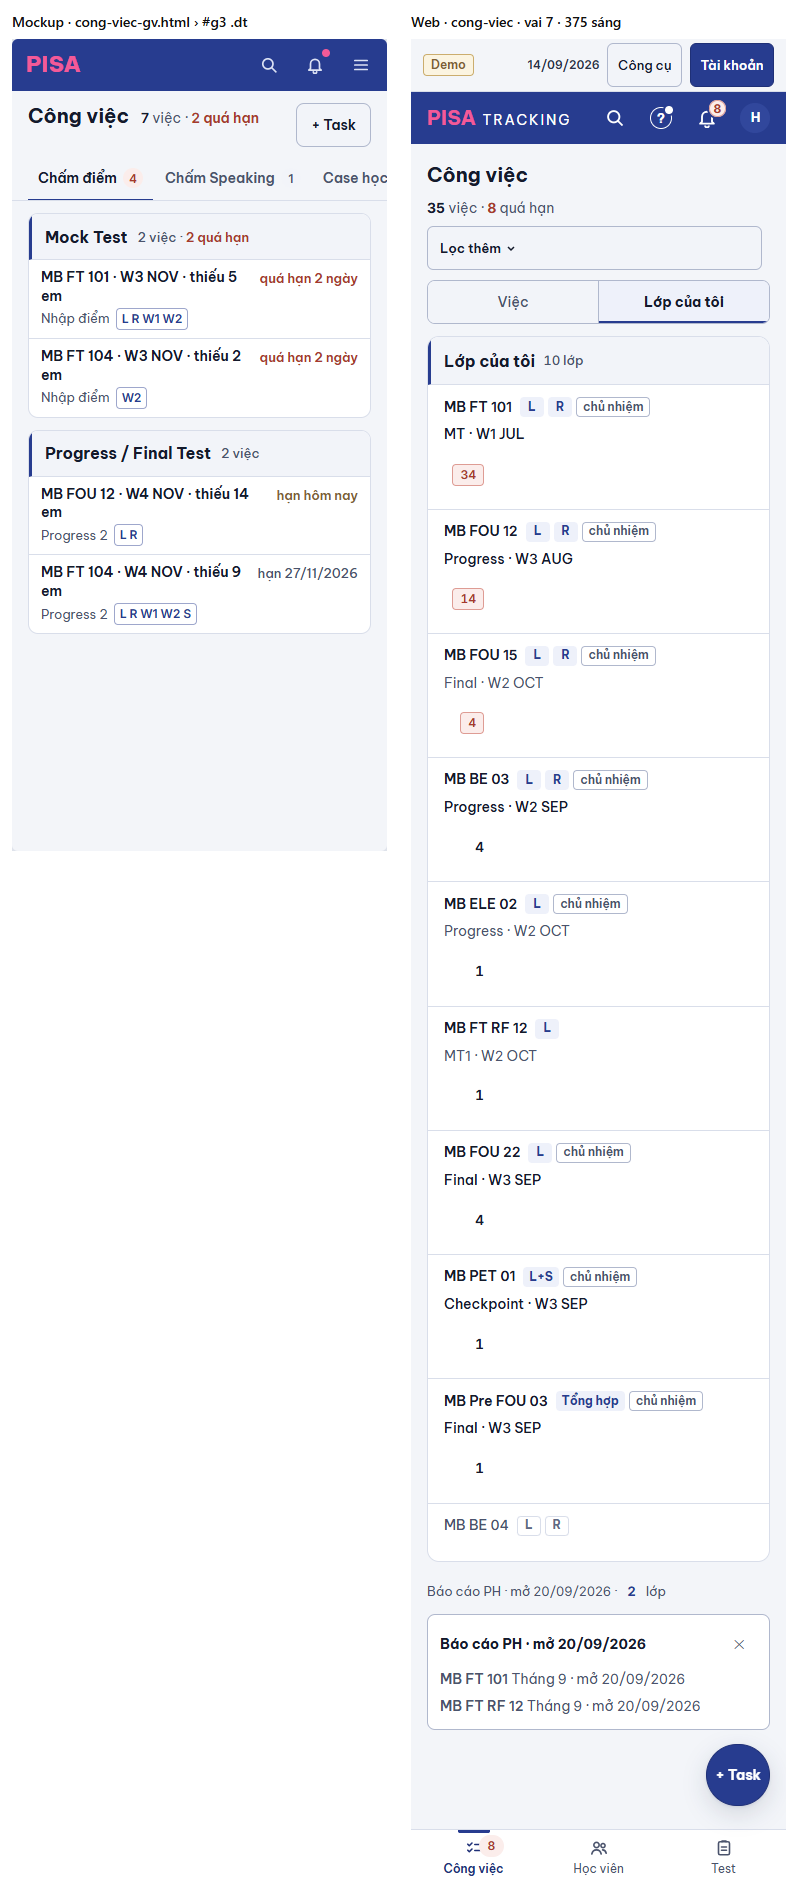 Mockup · cong-viec-gv.html › #g3 .dt
PISA
Công việc 7 việc · 2 quá hạn
+ Task
Chấm điểm 4 Chấm Speaking 1 Case học
Mock Test 2 việc · 2 quá hạn
MB FT 101 · W3 NOV · thiếu 5 em
quá hạn 2 ngày
Nhập điểm L R W1 W2
MB FT 104 · W3 NOV · thiếu 2 em
quá hạn 2 ngày
Nhập điểm W2
Progress / Final Test 2 việc
MB FOU 12 · W4 NOV · thiếu 14 em
hạn hôm nay
Progress 2 L R
MB FT 104 · W4 NOV · thiếu 9 em
hạn 27/11/2026
Progress 2 L R W1 W2 S
Web · cong-viec · vai 7 · 375 sáng
Demo 14/09/2026 Công cụ Tài khoản
PISA TRACKING ? 8 H
Công việc
35 việc · 8 quá hạn
Lọc thêm
Việc Lớp của tôi
Lớp của tôi 10 lớp
MB FT 101 L R chủ nhiệm
MT · W1 JUL
34
MB FOU 12 L R chủ nhiệm
Progress · W3 AUG
14
MB FOU 15 L R chủ nhiệm
Final · W2 OCT
4
MB BE 03 L R chủ nhiệm
Progress · W2 SEP
4
MB ELE 02 L chủ nhiệm
Progress · W2 OCT
1
MB FT RF 12 L
MT1 · W2 OCT
1
MB FOU 22 L chủ nhiệm
Final · W3 SEP
4
MB PET 01 L+S chủ nhiệm
Checkpoint · W3 SEP
1
MB Pre FOU 03 Tổng hợp chủ nhiệm
Final · W3 SEP
1
MB BE 04 L R
Báo cáo PH · mở 20/09/2026 · 2 lớp
Báo cáo PH · mở 20/09/2026
MB FT 101 Tháng 9 · mở 20/09/2026
MB FT RF 12 Tháng 9 · mở 20/09/2026
+ Task
8
Công việc Học viên Test